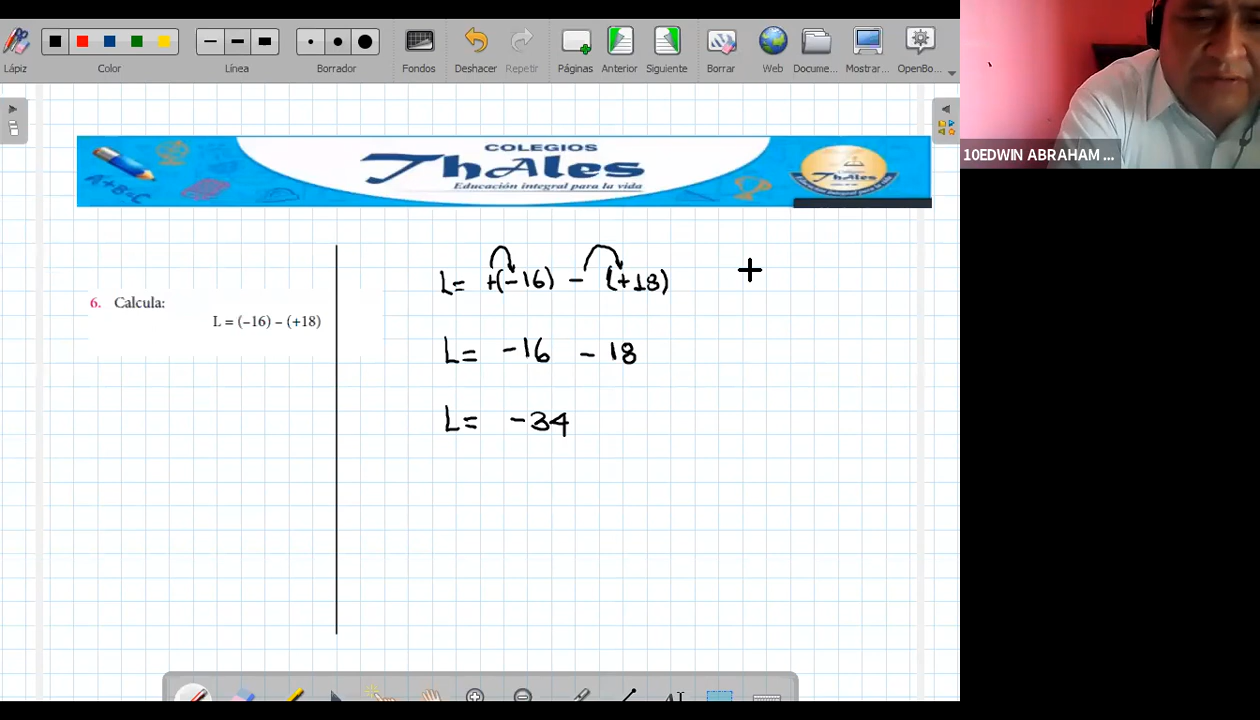 Lápiz
Color
Línea
Borrador
Fondos
Deshacer
Repetir
Páginas
Anterior
Siguiente
Borrar
Web
Docume...
Mostrar...
OpenBo...
10EDWIN ABRAHAM ...
COLEGIOS
Thales
Educación integral para la vida
A+B=C
Thales
6. Calcula:
L = (−16) − (+18)
L= +(-16) - (+18)
L= -16 - 18
L= -34